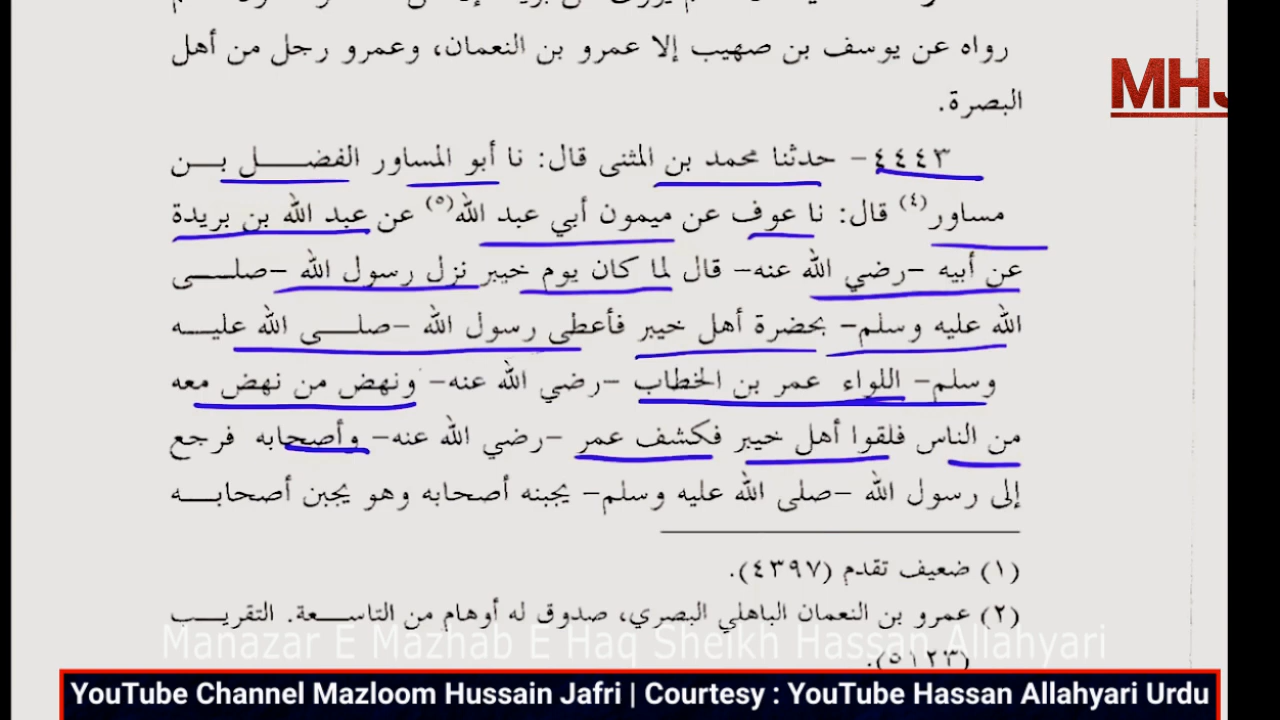 رواه عن يوسف بن صهيب إلا عمرو بن النعمان، وعمرو رجل من أهل
البصرة.
MHJ
٤٤٤٣- حدثنا محمد بن المثنى قال: نا أبو المساور الفضل بن
مساور(٤) قال: نا عوف عن ميمون أبي عبد الله(٥) عن عبد الله بن بريدة
عن أبيه -رضي الله عنه- قال لما كان يوم خيبر نزل رسول الله -صلى
الله عليه وسلم- بحضرة أهل خيبر فأعطى رسول الله -صلى الله عليه
وسلم- اللواء عمر بن الخطاب -رضي الله عنه- ونهض من نهض معه
من الناس فلقوا أهل خيبر فكشف عمر -رضي الله عنه- وأصحابه فرجع
إلى رسول الله -صلى الله عليه وسلم- يجبنه أصحابه وهو يجبن أصحابه
(١) ضعيف تقدم (٤٣٩٧).
(٢) عمرو بن النعمان الباهلي البصري، صدوق له أوهام من التاسعة. التقريب
(٥١٢٣).
Manazar E Mazhab E Haq Sheikh Hassan Allahyari
YouTube Channel Mazloom Hussain Jafri | Courtesy : YouTube Hassan Allahyari Urdu